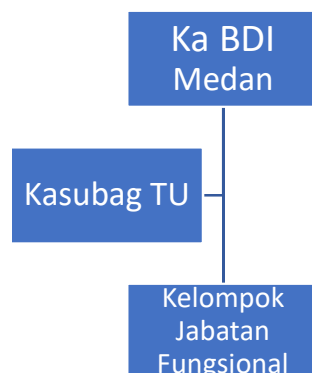 Ka BDI
Medan
Kasubag TU
Kelompok
Jabatan
Fungsional